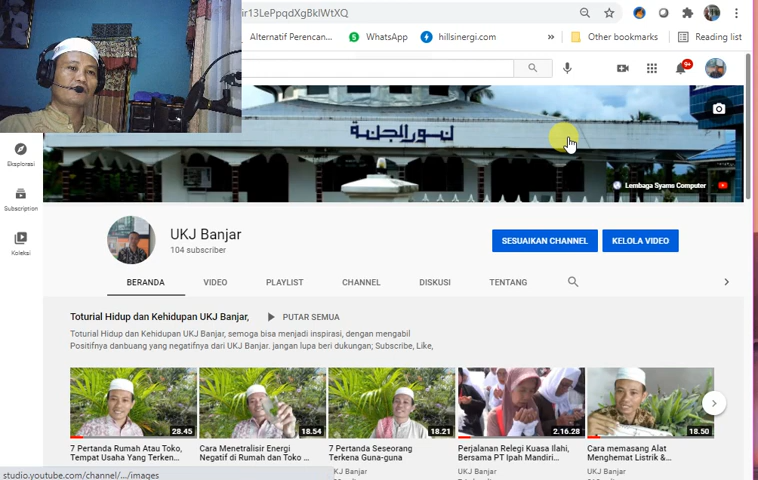 ir13LePpqdXgBklWtXQ
Alternatif Perencan... WhatsApp hillsinergi.com » Other bookmarks Reading list
9+
نور الجنة
Lembaga Syams Computer
Eksplorasi
Subscription
Koleksi
UKJ Banjar
104 subscriber
SESUAIKAN CHANNEL KELOLA VIDEO
BERANDA VIDEO PLAYLIST CHANNEL DISKUSI TENTANG
Toturial Hidup dan Kehidupan UKJ Banjar, PUTAR SEMUA
Toturial Hidup dan Kehidupan UKJ Banjar, semoga bisa menjadi inspirasi, dengan mengabil
Positifnya danbuang yang negatifnya dari UKJ Banjar. jangan lupa beri dukungan; Subscribe, Like,
28.45 18.54 18.21 2.16.28 18.50
7 Pertanda Rumah Atau Toko,
Tempat Usaha Yang Terken...
Cara Menetralisir Energi
Negatif di Rumah dan Toko ...
7 Pertanda Seseorang
Terkena Guna-guna
Perjalanan Relegi Kuasa Ilahi,
Bersama PT Ipah Mandiri...
Cara memasang Alat
Menghemat Listrik &...
KJ Banjar UKJ Banjar UKJ Banjar
studio.youtube.com/channel/.../images